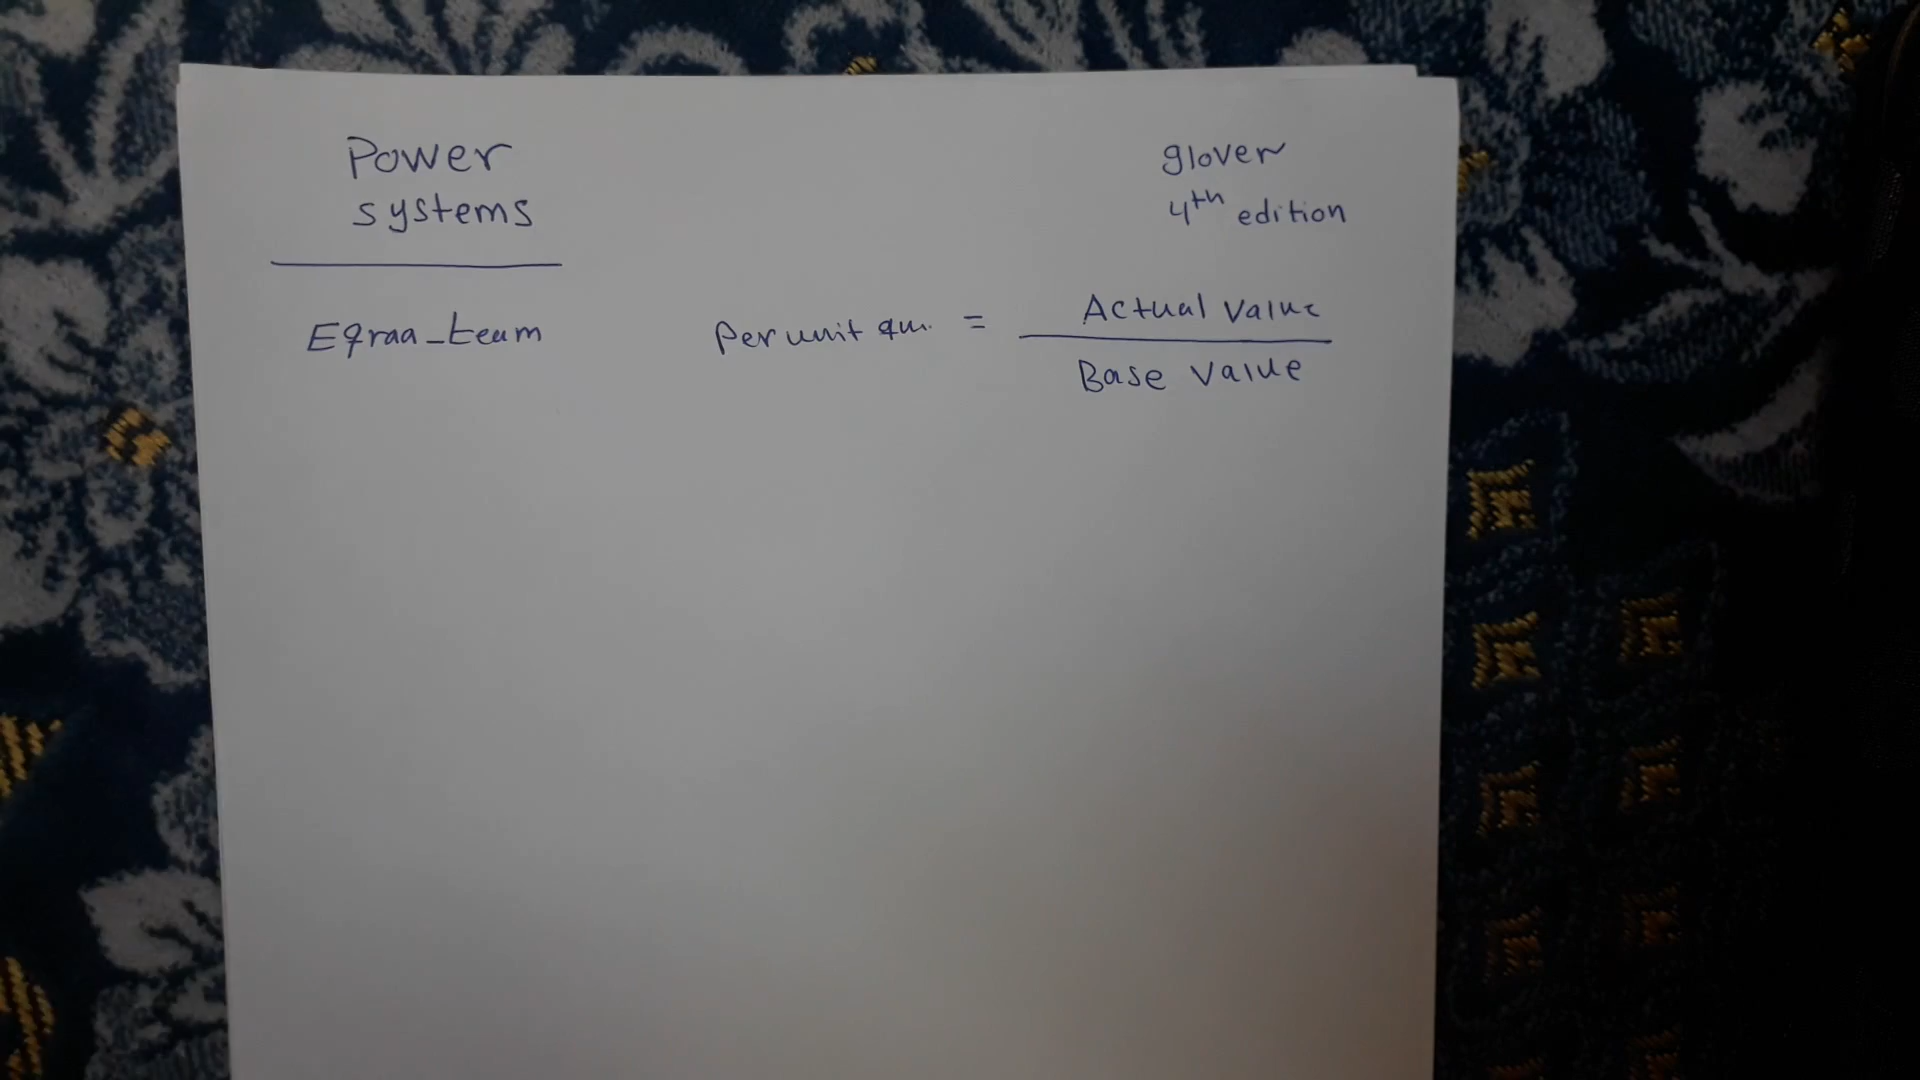 Power
systems
Eqraa_team
glover
4th edition
Per unit qu. = Actual Value
Base Value